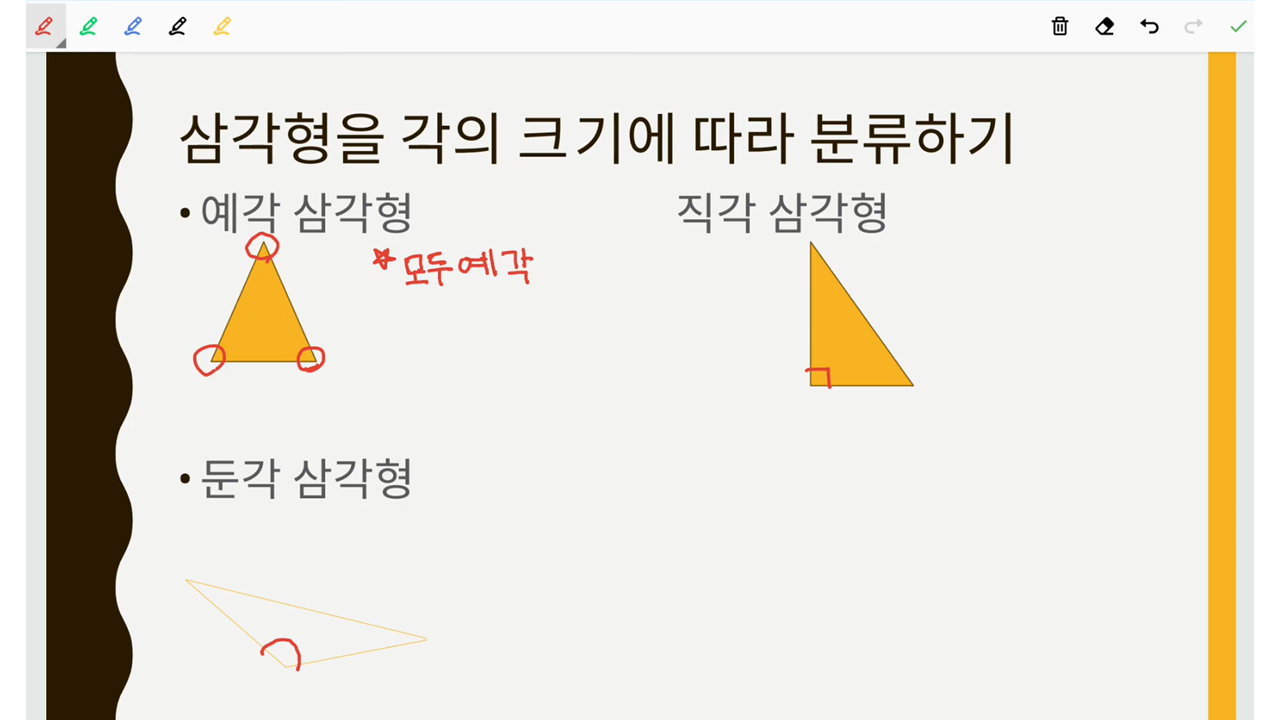 삼각형을 각의 크기에 따라 분류하기
• 예각 삼각형
직각 삼각형
* 모두 예각
• 둔각 삼각형